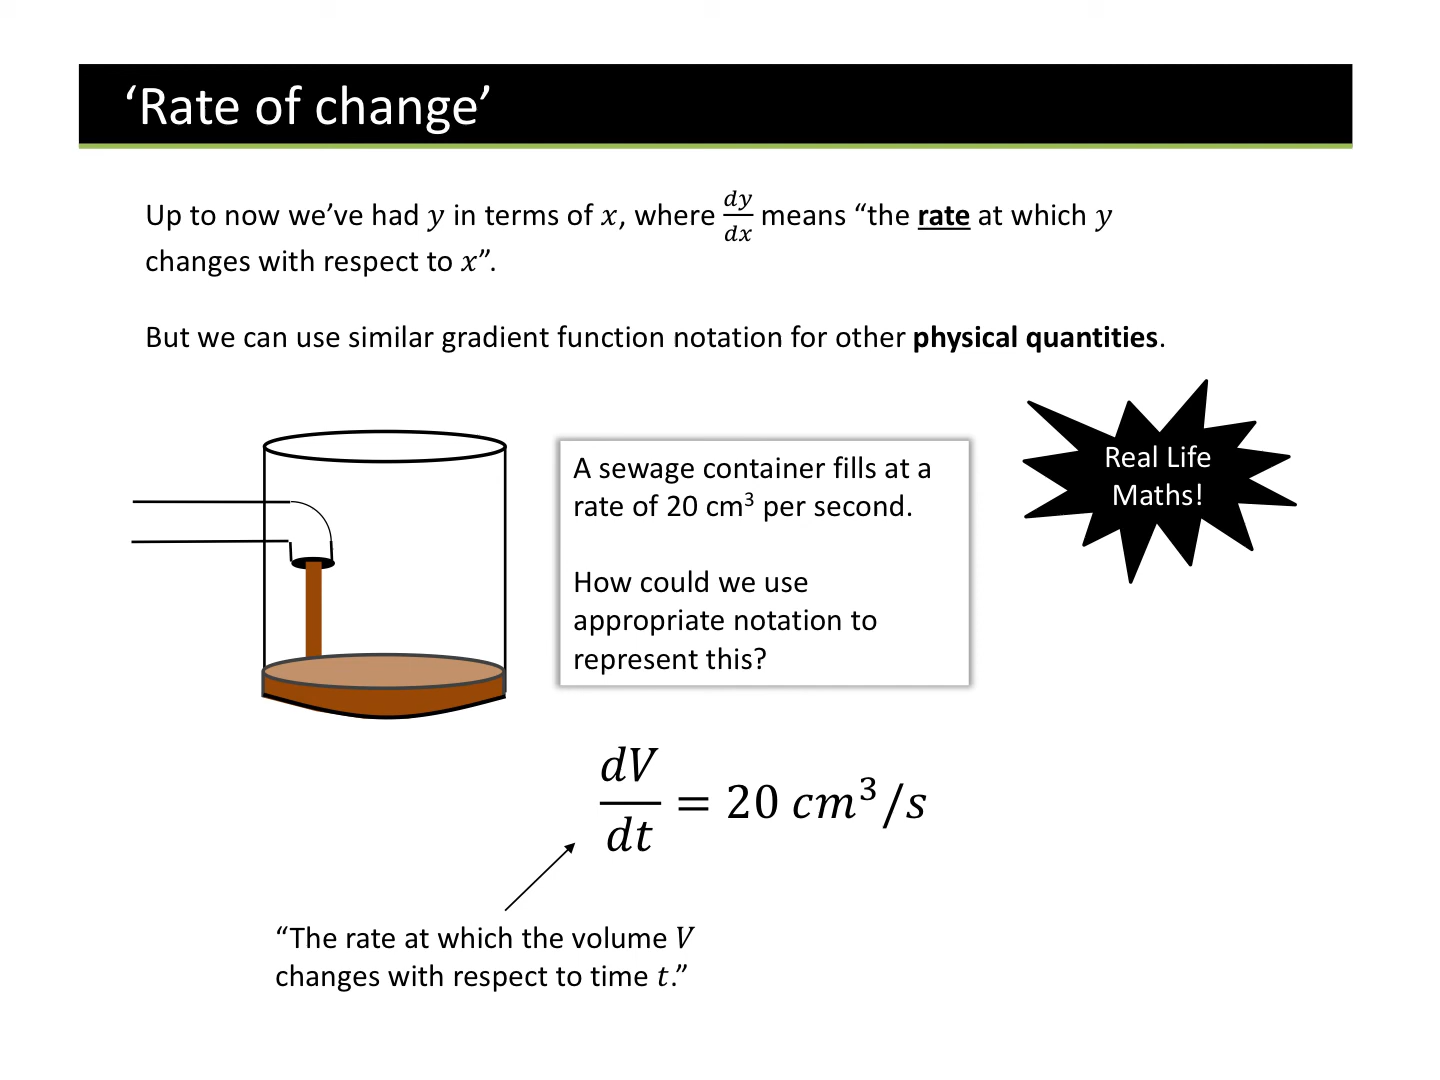 ‘Rate of change’
Up to now we’ve had 𝑦 in terms of 𝑥, where 𝑑𝑦/𝑑𝑥 means “the rate at which 𝑦
changes with respect to 𝑥”.
But we can use similar gradient function notation for other physical quantities.
A sewage container fills at a
rate of 20 cm³ per second.
How could we use
appropriate notation to
represent this?
Real Life
Maths!
𝑑𝑉/𝑑𝑡 = 20 𝑐𝑚³/𝑠
“The rate at which the volume 𝑉
changes with respect to time 𝑡.”